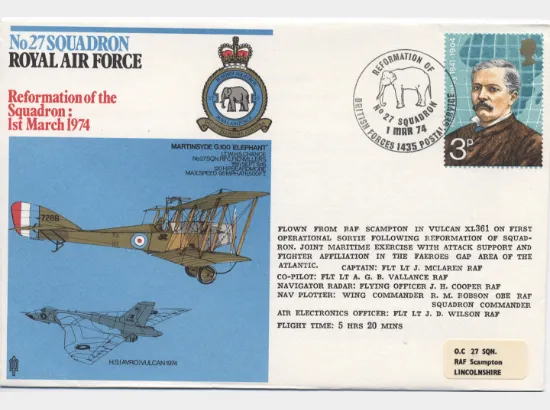 No 27 SQUADRON
ROYAL AIR FORCE
Reformation of the
Squadron:
1st March 1974
MARTINSYDE G.100 ELEPHANT
7286
H.S.(AVRO) VULCAN 1974
REFORMATION OF
No 27 SQUADRON
1 MAR 74
BRITISH FORCES 1435 POSTAL SERVICE
1841-1904
3P
FLOWN FROM RAF SCAMPTON IN VULCAN XL361 ON FIRST
OPERATIONAL SORTIE FOLLOWING REFORMATION OF SQUAD-
RON. JOINT MARITIME EXERCISE WITH ATTACK SUPPORT AND
FIGHTER AFFILIATION IN THE FAEROES GAP AREA OF THE
ATLANTIC. CAPTAIN: FLT LT J. MCLAREN RAF
CO-PILOT: FLT LT A. G. B. VALLANCE RAF
NAVIGATOR RADAR: FLYING OFFICER J. H. COOPER RAF
NAV PLOTTER: WING COMMANDER R. M. ROBSON OBE RAF
SQUADRON COMMANDER
AIR ELECTRONICS OFFICER: FLT LT J. D. WILSON RAF
FLIGHT TIME: 5 HRS 20 MINS
O.C 27 SQN.
RAF Scampton
LINCOLNSHIRE